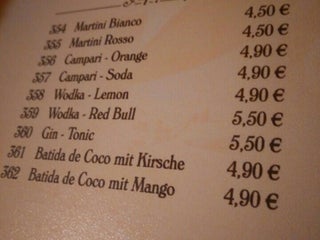 354 Martini Bianco 4,50 €
355 Martini Rosso 4,50 €
356 Campari - Orange 4,90 €
357 Campari - Soda 4,90 €
358 Wodka - Lemon 4,90 €
359 Wodka - Red Bull 5,50 €
360 Gin - Tonic 5,50 €
361 Batida de Coco mit Kirsche 4,90 €
362 Batida de Coco mit Mango 4,90 €